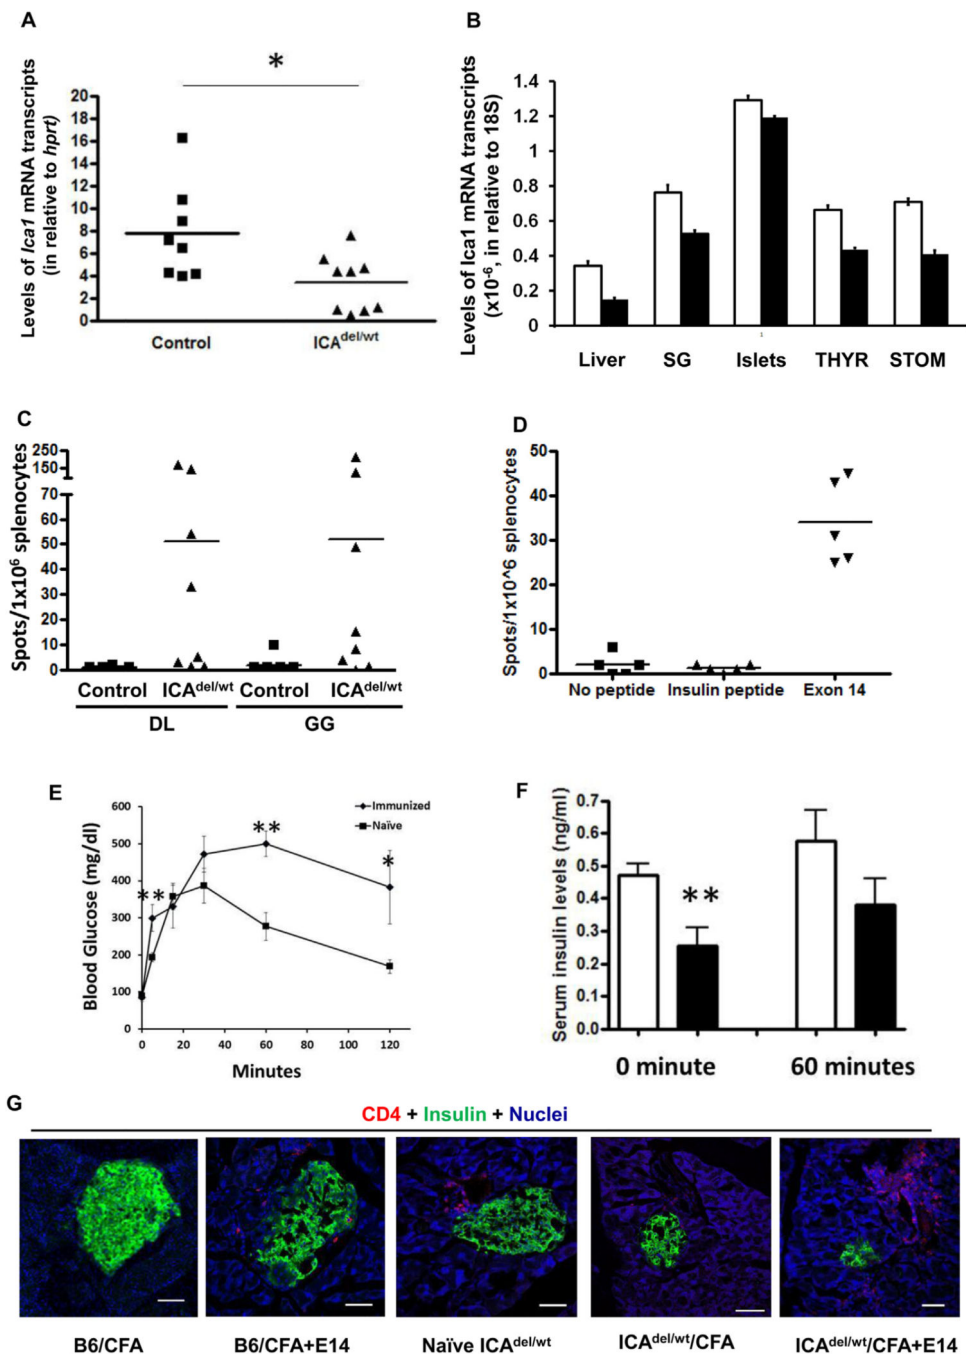 A
Levels of Ica1 mRNA transcripts
(in relative to hprt)
*
20
18
16
14
12
10
8
6
4
2
0
Control
ICAdel/wt
B
Levels of Ica1 mRNA transcripts
(x10-6, in relative to 18S)
1.4
1.2
1
0.8
0.6
0.4
0.2
0
Liver
SG
Islets
THYR
STOM
C
Spots/1x106 splenocytes
250
150
70
60
50
40
30
20
10
0
Control
ICAdel/wt
Control
ICAdel/wt
DL
GG
D
Spots/1x10^6 splenocytes
50
40
30
20
10
0
No peptide
Insulin peptide
Exon 14
E
Blood Glucose (mg/dl)
600
500
400
300
200
100
0
**
**
*
Immunized
Naïve
0
20
40
60
80
100
120
Minutes
F
Serum insulin levels (ng/ml)
0.7
0.6
0.5
0.4
0.3
0.2
0.1
0.0
**
0 minute
60 minutes
G
CD4 + Insulin + Nuclei
B6/CFA
B6/CFA+E14
Naïve ICAdel/wt
ICAdel/wt/CFA
ICAdel/wt/CFA+E14